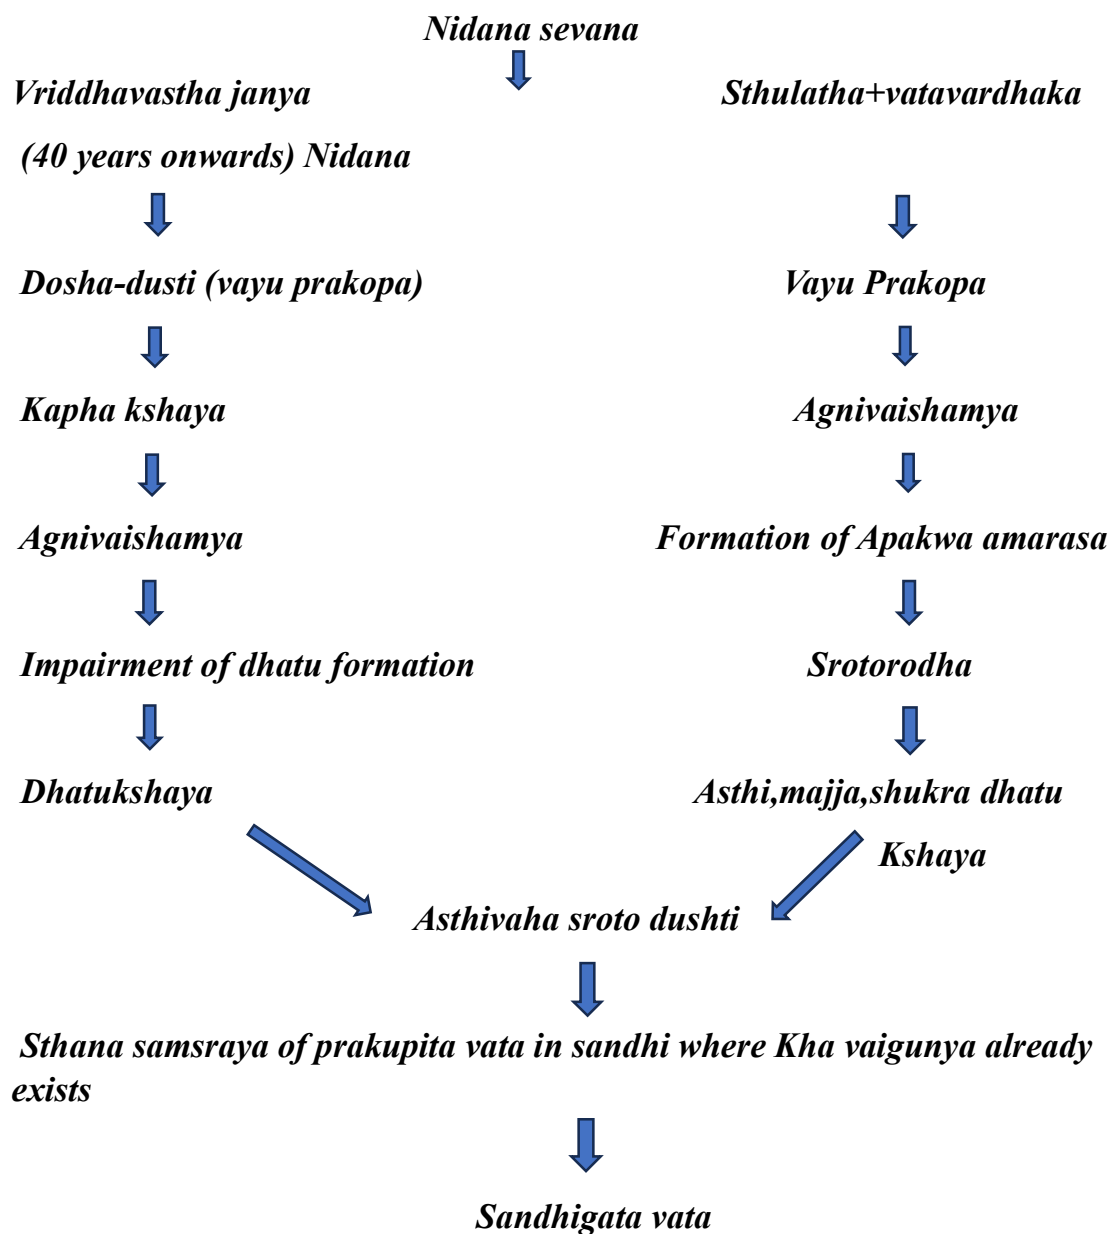 Nidana sevana
Vriddhavastha janya
Sthulatha+vatavardhaka
(40 years onwards) Nidana
Dosha-dusti (vayu prakopa)
Vayu Prakopa
Kapha kshaya
Agnivaishamya
Agnivaishamya
Formation of Apakwa amarasa
Impairment of dhatu formation
Srotorodha
Dhatukshaya
Asthi,majja,shukra dhatu
Kshaya
Asthivaha sroto dushti
Sthana samsraya of prakupita vata in sandhi where Kha vaigunya already
exists
Sandhigata vata